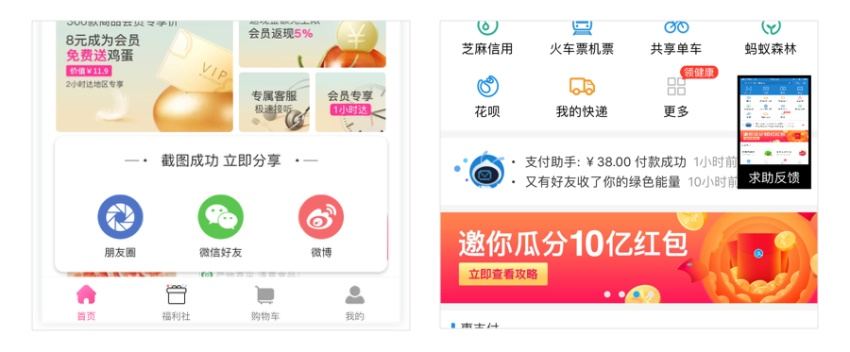 300款商品会员专享价
8元成为会员
免费送鸡蛋
价值¥11.9
2小时达地区专享
VIP
会员返现5%
专属客服
极速接听
会员专享
1小时达
截图成功 立即分享
朋友圈
微信好友
微博
首页
福利社
购物车
我的
芝麻信用
火车票机票
共享单车
蚂蚁森林
领健康
花呗
我的快递
更多
支付助手: ¥38.00 付款成功 1小时前
又有好友收了你的绿色能量 10小时前
求助反馈
邀你瓜分10亿红包
立即查看攻略
惠支付